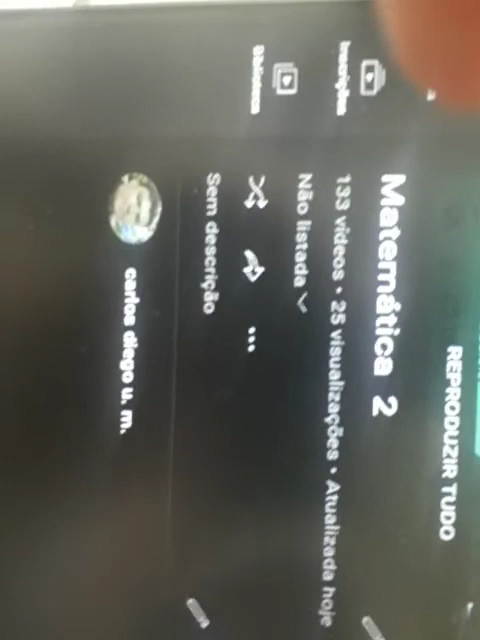 REPRODUZIR TUDO
Matemática 2
133 vídeos • 25 visualizações • Atualizada hoje
Não listada
Sem descrição
carlos diego u. m.
Inscrições
Biblioteca